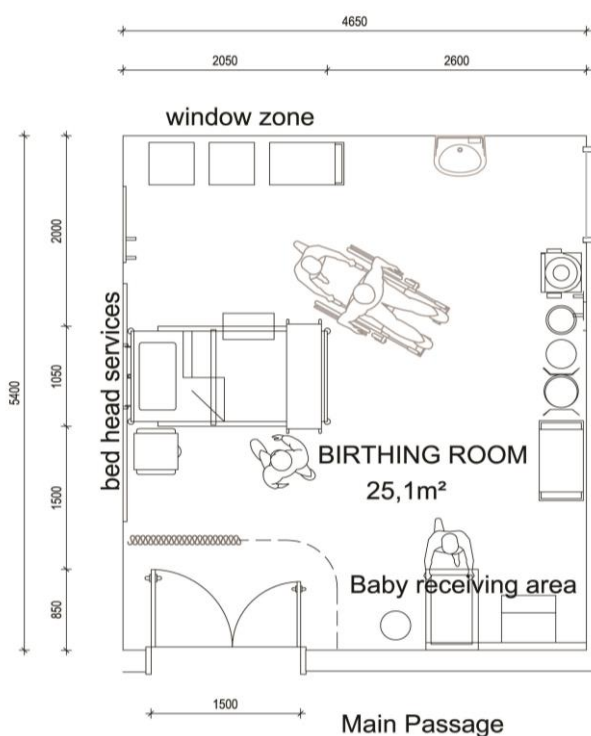 4650
2050
2600
window zone
2000
5400
bed head services
1050
BIRTHING ROOM
25,1m²
1500
Baby receiving area
850
1500
Main Passage